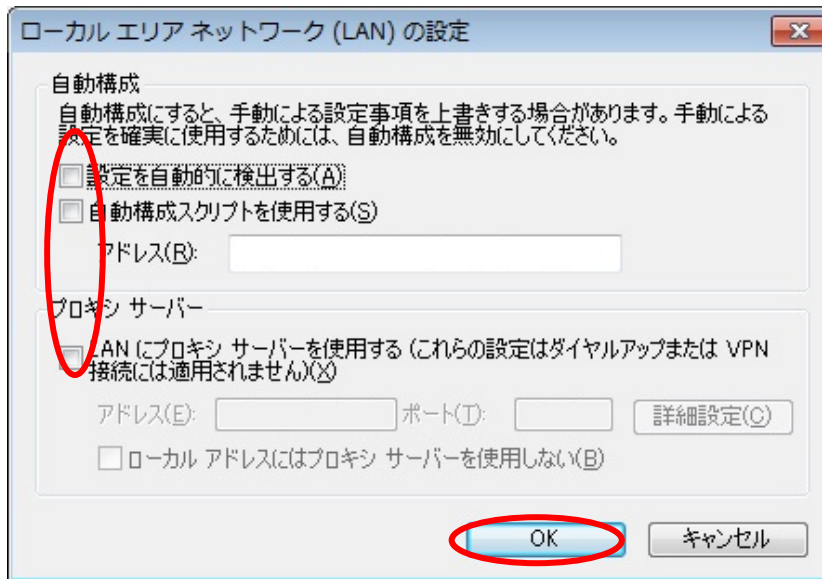 ローカル エリア ネットワーク (LAN) の設定
自動構成
自動構成にすると、手動による設定事項を上書きする場合があります。手動による
設定を確実に使用するためには、自動構成を無効にしてください。
設定を自動的に検出する(A)
自動構成スクリプトを使用する(S)
アドレス(R):
プロキシ サーバー
LAN にプロキシ サーバーを使用する (これらの設定はダイヤルアップまたは VPN
接続には適用されません)(X)
アドレス(E): ポート(T): 詳細設定(C)
ローカル アドレスにはプロキシ サーバーを使用しない(B)
OK キャンセル